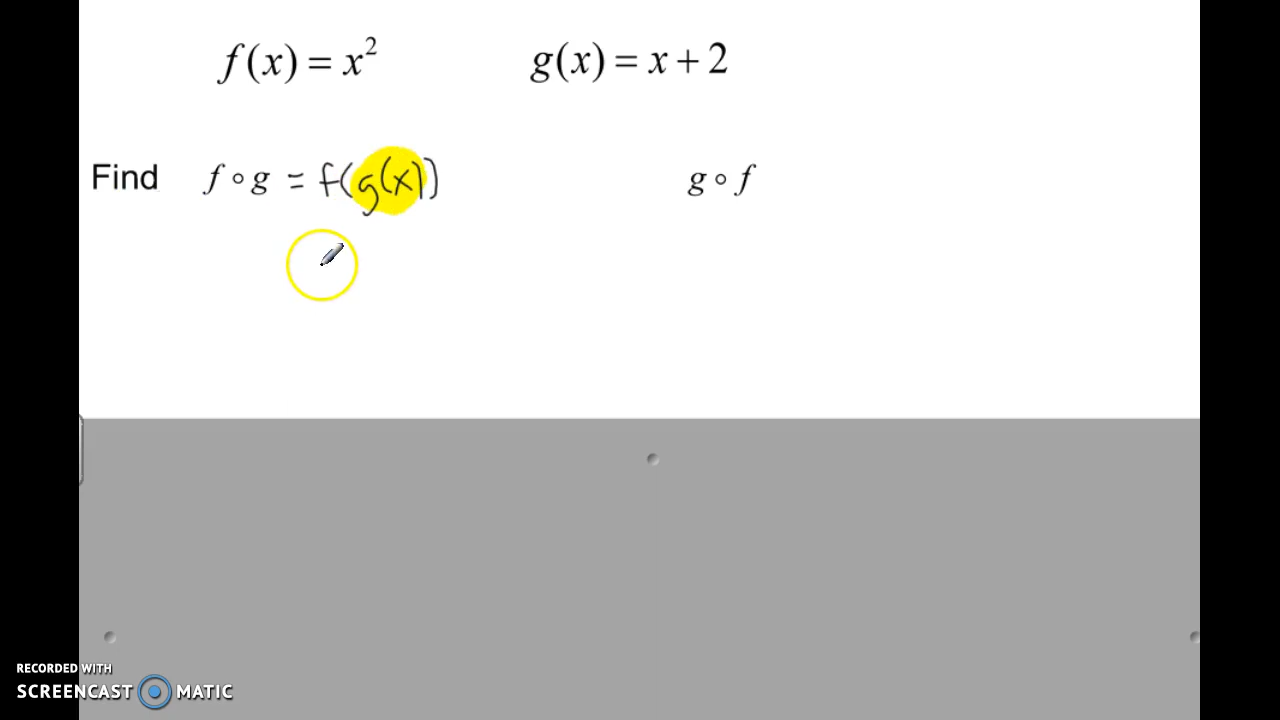 f(x) = x² g(x) = x + 2
Find f ∘ g = f(g(x)) g ∘ f
RECORDED WITH
SCREENCAST MATIC